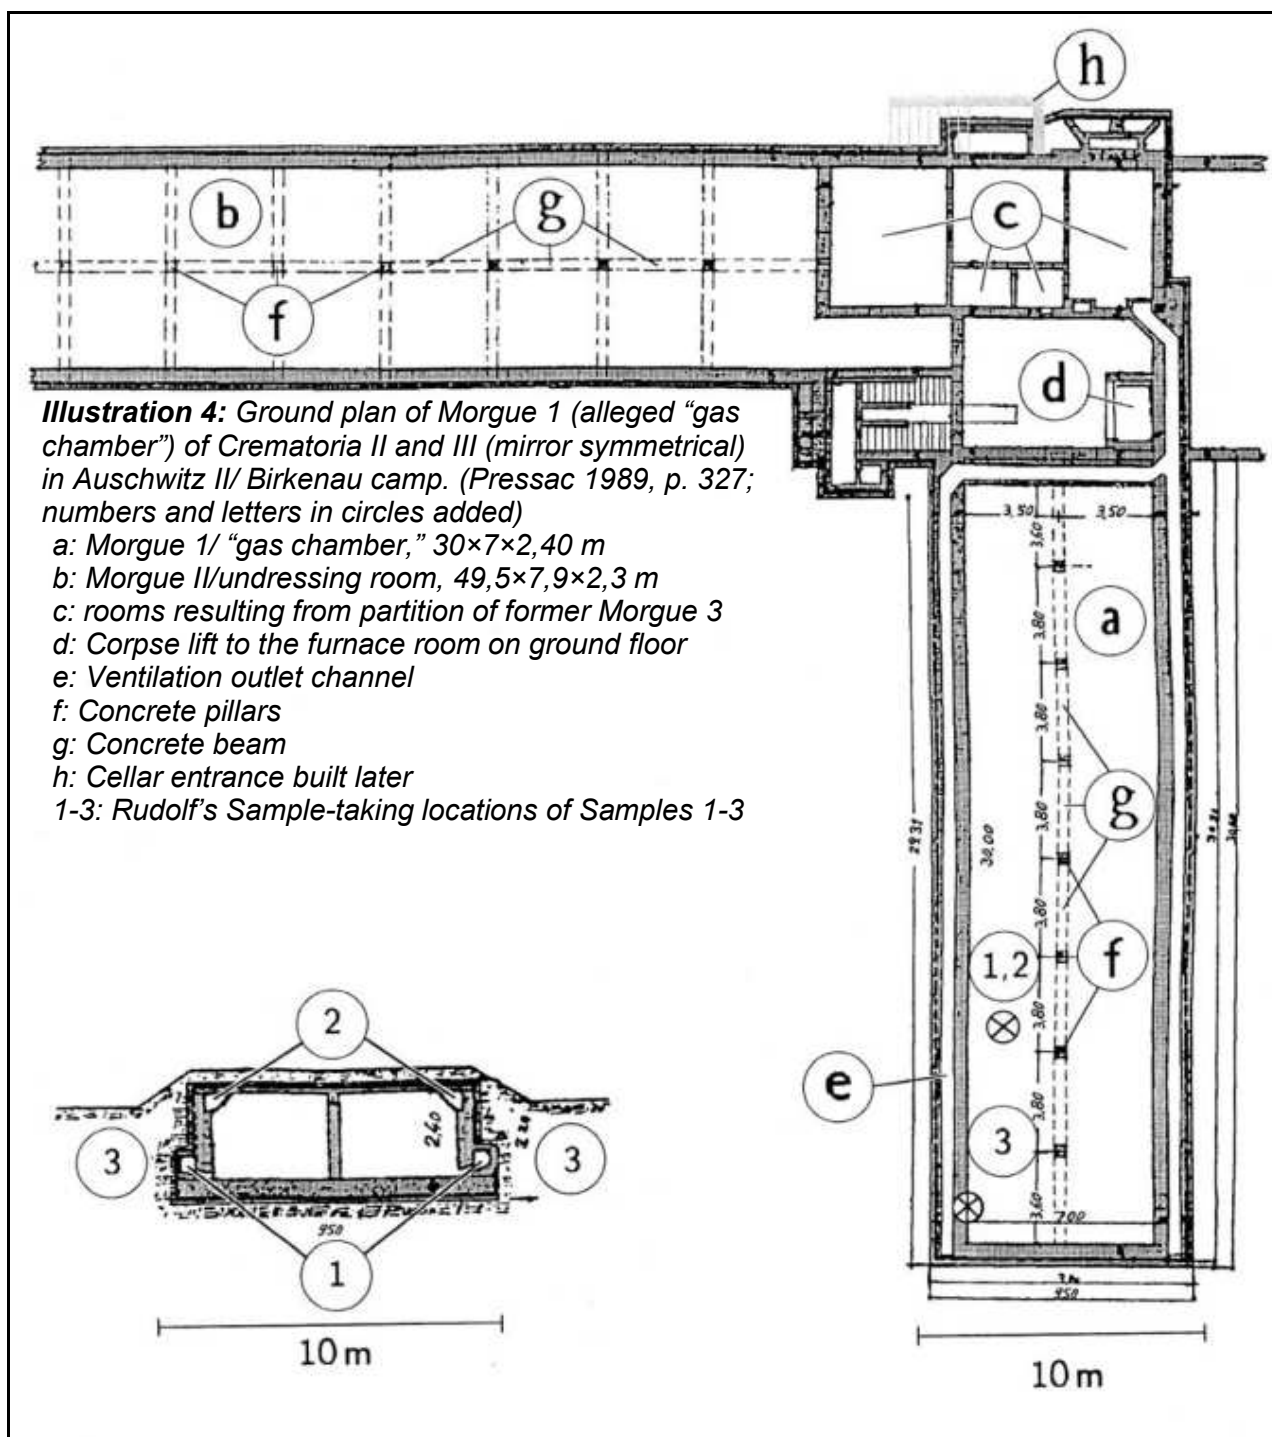 h
b
g
c
f
d
Illustration 4: Ground plan of Morgue 1 (alleged “gas
chamber”) of Crematoria II and III (mirror symmetrical)
in Auschwitz II/ Birkenau camp. (Pressac 1989, p. 327;
numbers and letters in circles added)
a: Morgue 1/ “gas chamber,” 30×7×2,40 m
b: Morgue II/undressing room, 49,5×7,9×2,3 m
c: rooms resulting from partition of former Morgue 3
d: Corpse lift to the furnace room on ground floor
e: Ventilation outlet channel
f: Concrete pillars
g: Concrete beam
h: Cellar entrance built later
1-3: Rudolf’s Sample-taking locations of Samples 1-3
3,50
3,50
3,60
a
3,80
3,80
g
3,80
30,00
3,80
f
1,2
3,80
e
3,80
3
3,60
700
950
10 m
2
2,40
3
3
950
1
10 m